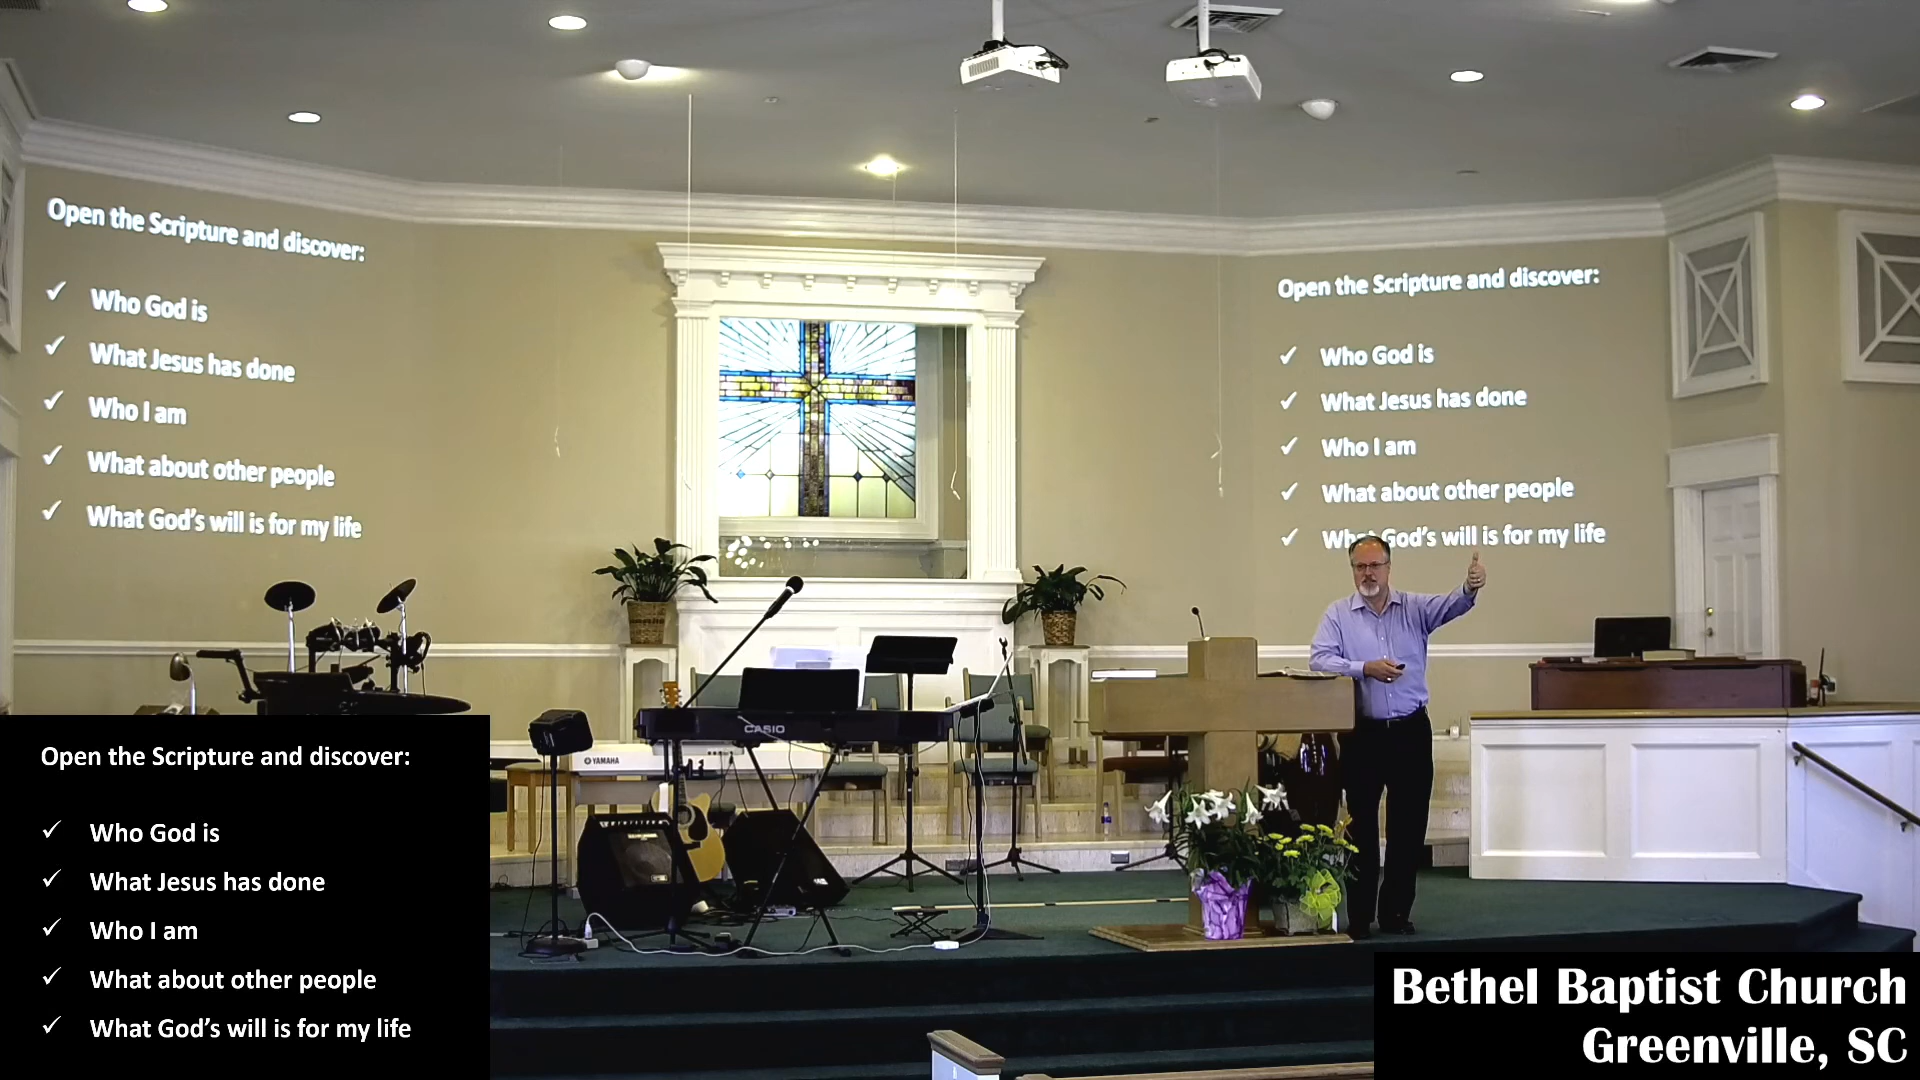 Open the Scripture and discover:
✓ Who God is
✓ What Jesus has done
✓ Who I am
✓ What about other people
✓ What God's will is for my life
Open the Scripture and discover:
✓ Who God is
✓ What Jesus has done
✓ Who I am
✓ What about other people
✓ What God's will is for my life
CASIO
YAMAHA
Open the Scripture and discover:
✓ Who God is
✓ What Jesus has done
✓ Who I am
✓ What about other people
✓ What God's will is for my life
Bethel Baptist Church
Greenville, SC